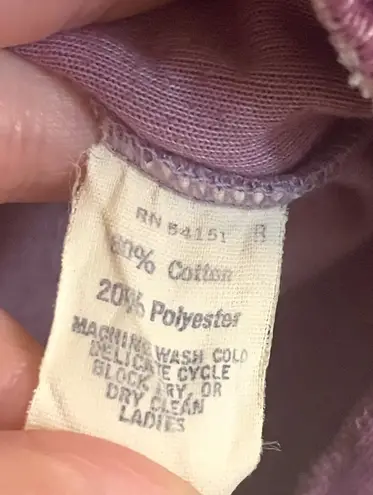 RN 54151 B
80% Cotton
20% Polyester
MACHINE WASH COLD
DELICATE CYCLE
BLOCK DRY, OR
DRY CLEAN
LADIES